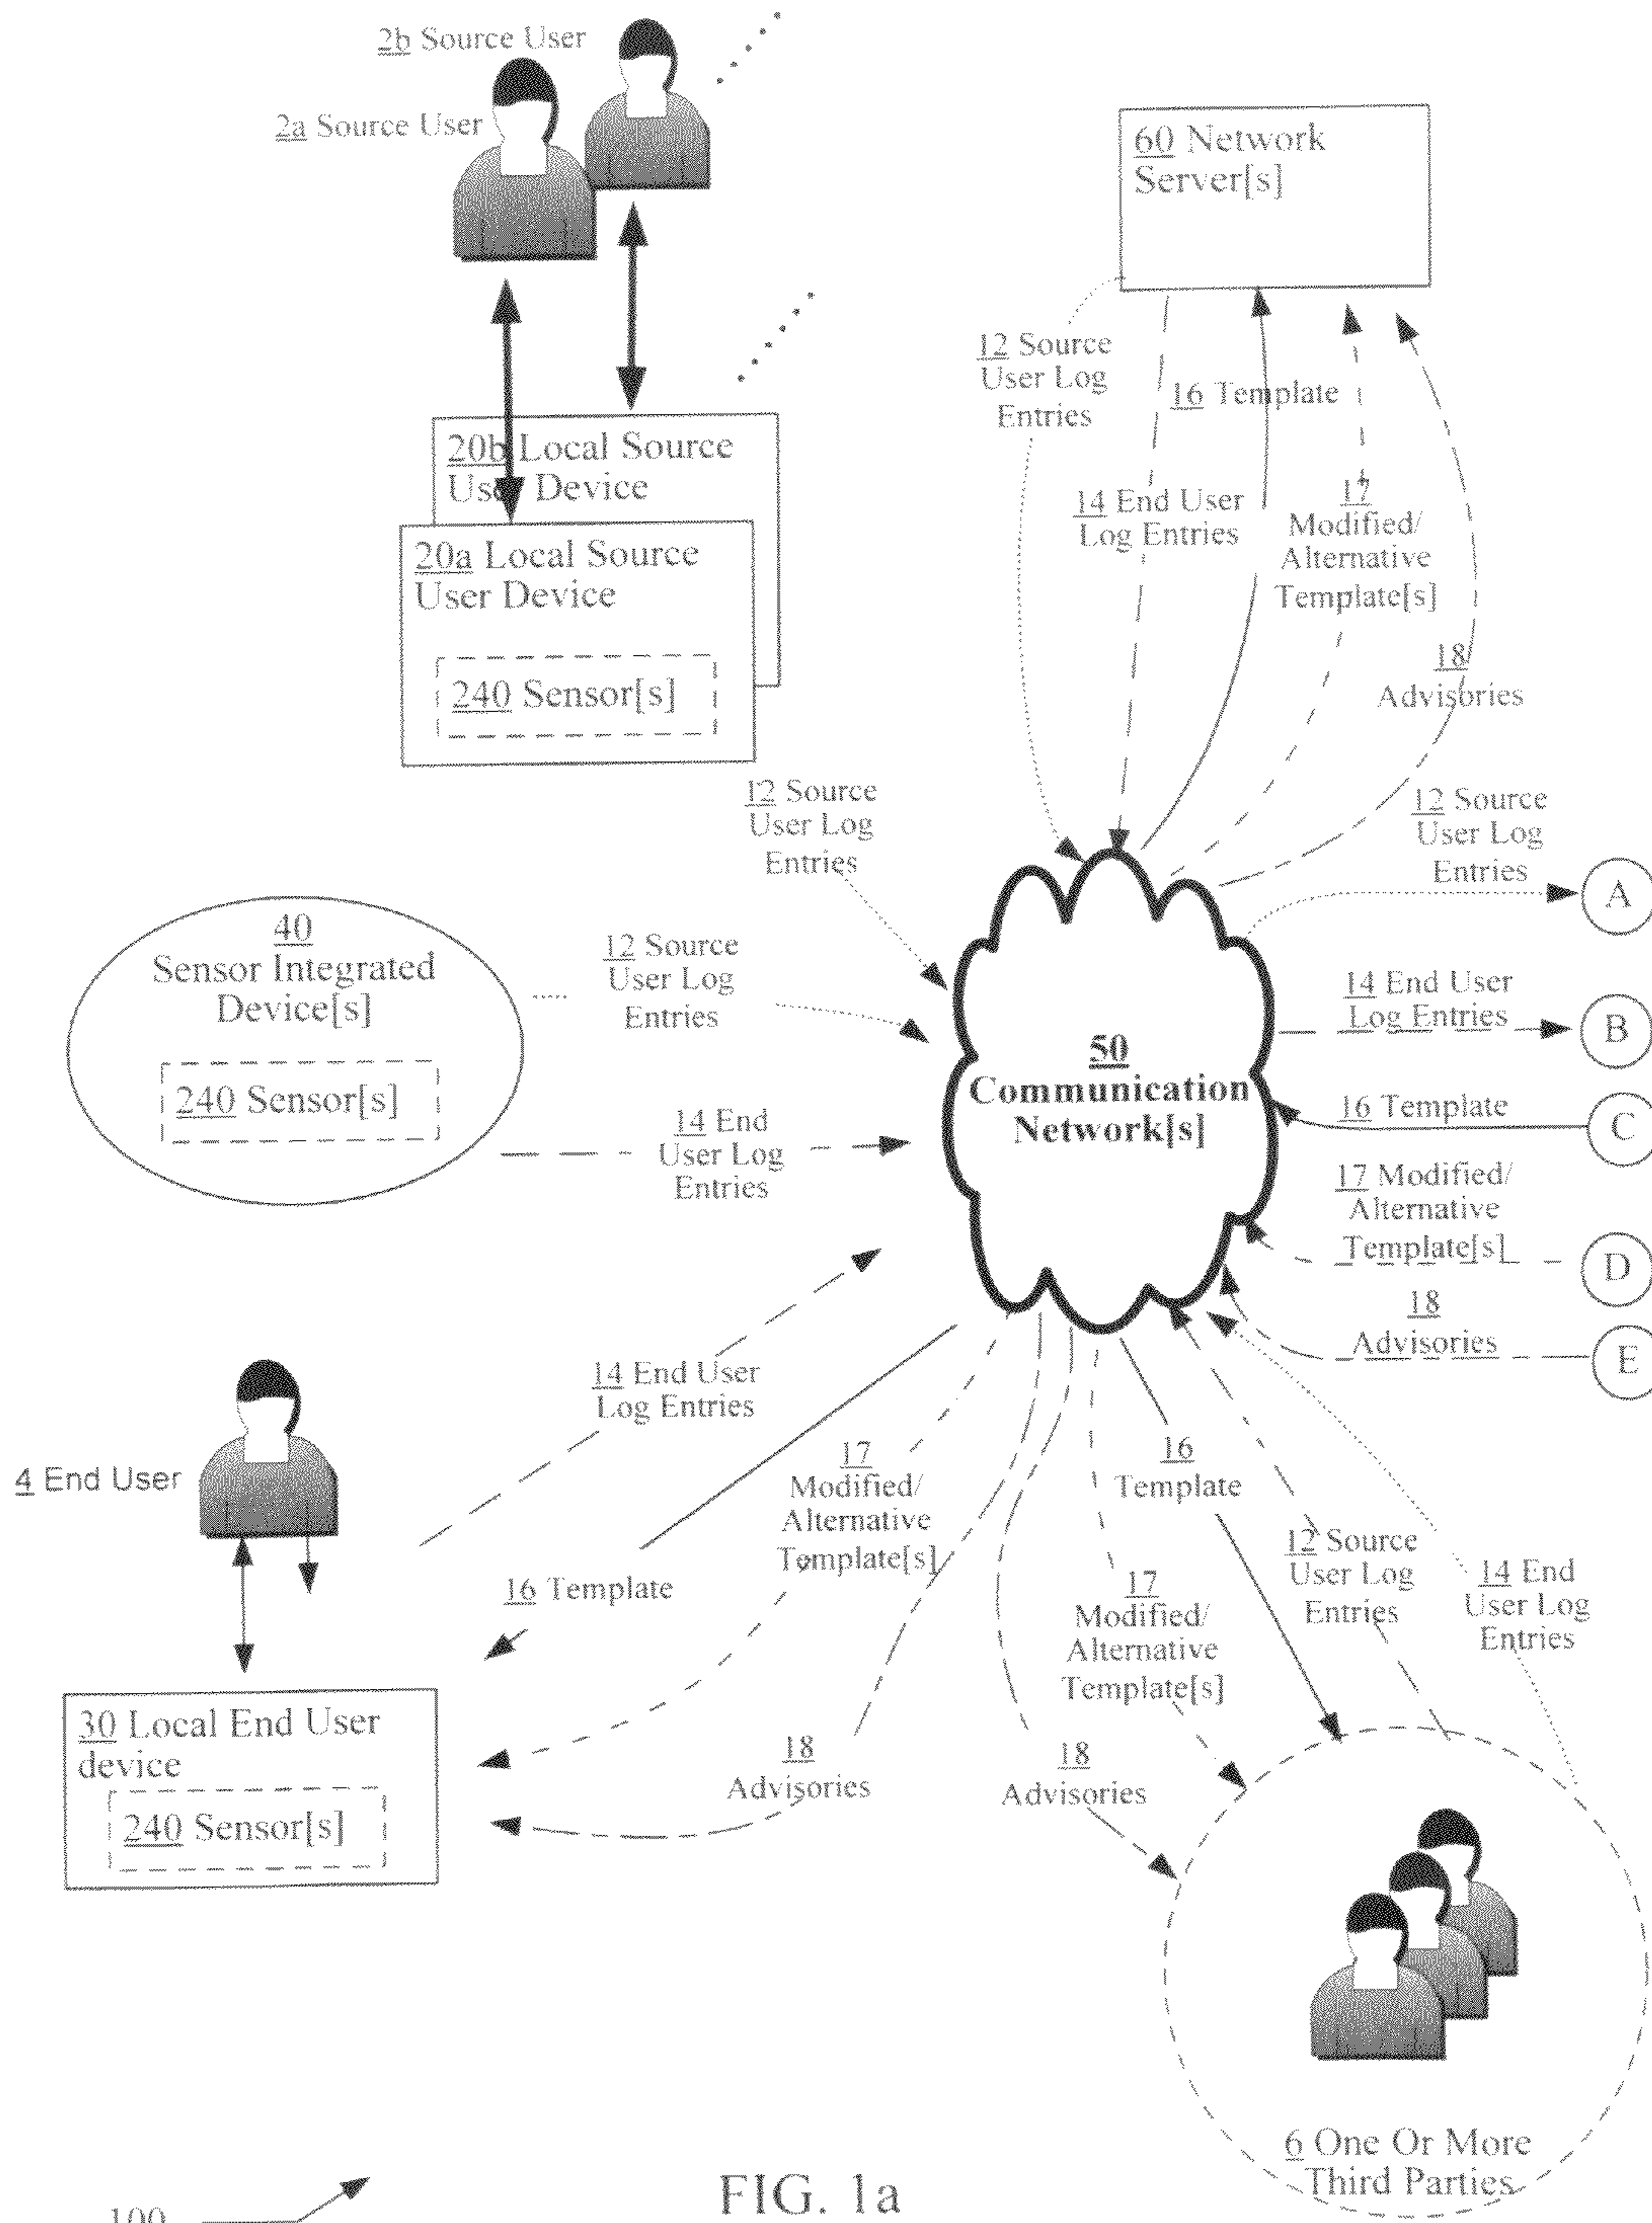 2b Source User
2a Source User
60 Network
Server[s]
12 Source
User Log
Entries
16 Template
20b Local Source
User Device
14 End User
Log Entries
17
Modified/
Alternative
Template[s]
20a Local Source
User Device
240 Sensor[s]
18
Advisories
12 Source
User Log
Entries
12 Source
User Log
Entries
A
40
Sensor Integrated
Device[s]
240 Sensor[s]
12 Source
User Log
Entries
14 End User
Log Entries
B
50
Communication
Network[s]
16 Template
C
14 End
User Log
Entries
17 Modified/
Alternative
Template[s]
D
18
Advisories
E
14 End User
Log Entries
4 End User
17
Modified/
Alternative
Template[s]
16
Template
12 Source
User Log
Entries
14 End
User Log
Entries
16 Template
17
Modified/
Alternative
Template[s]
30 Local End User
device
240 Sensor[s]
18
Advisories
18
Advisories
6 One Or More
Third Parties
100
FIG. 1a